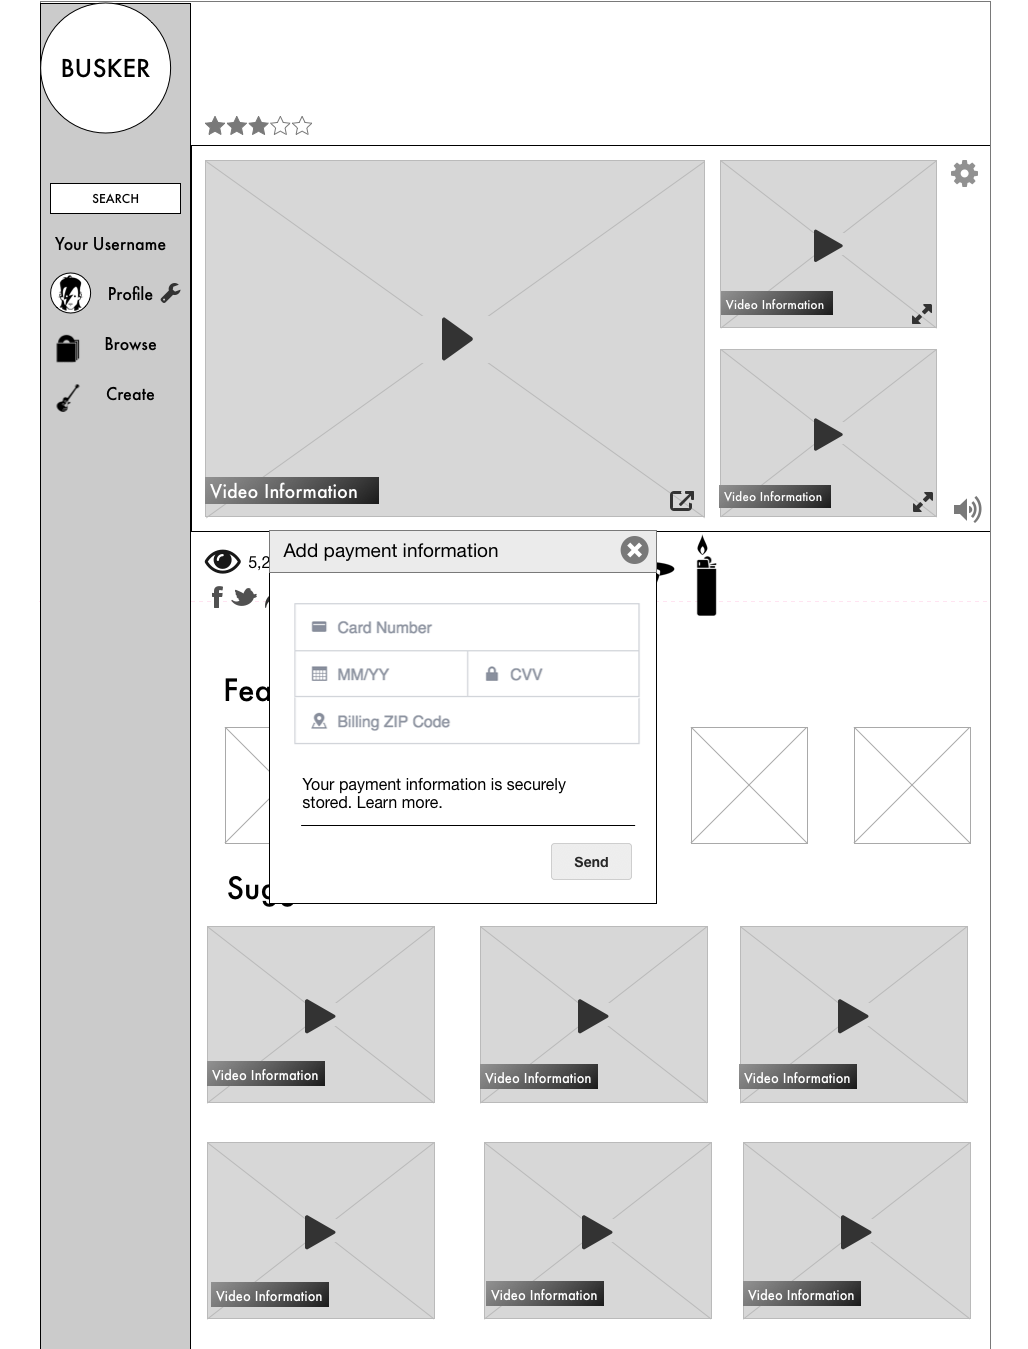 BUSKER
SEARCH
Your Username
Profile
Browse
Create
Video Information
Video Information
Video Information
5,2
Add payment information
Card Number
MM/YY
CVV
Billing ZIP Code
Your payment information is securely
stored. Learn more.
Send
Fea
Sugg
Video Information
Video Information
Video Information
Video Information
Video Information
Video Information